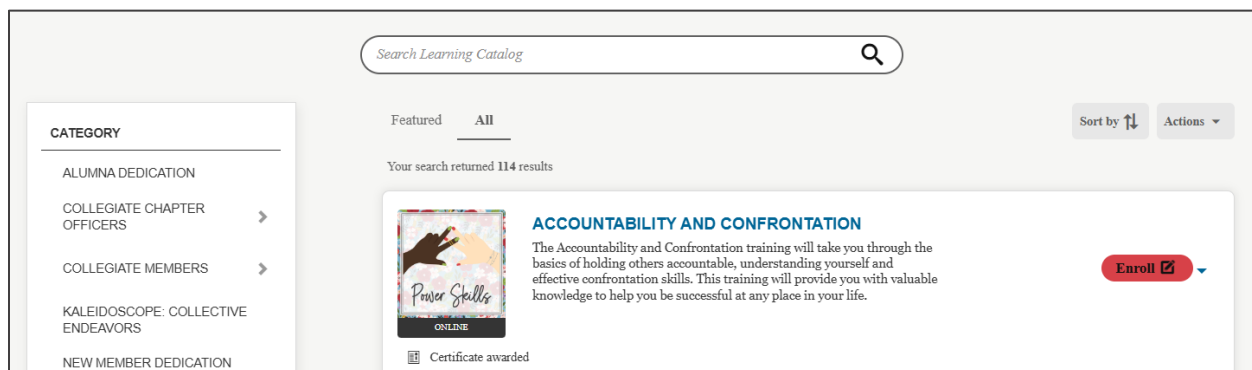 Search Learning Catalog
CATEGORY
ALUMNA DEDICATION
COLLEGIATE CHAPTER
OFFICERS
COLLEGIATE MEMBERS
KALEIDOSCOPE: COLLECTIVE
ENDEAVORS
NEW MEMBER DEDICATION
Featured All
Sort by Actions
Your search returned 114 results
Power Skills
ONLINE
ACCOUNTABILITY AND CONFRONTATION
The Accountability and Confrontation training will take you through the
basics of holding others accountable, understanding yourself and
effective confrontation skills. This training will provide you with valuable
knowledge to help you be successful at any place in your life.
Enroll
Certificate awarded